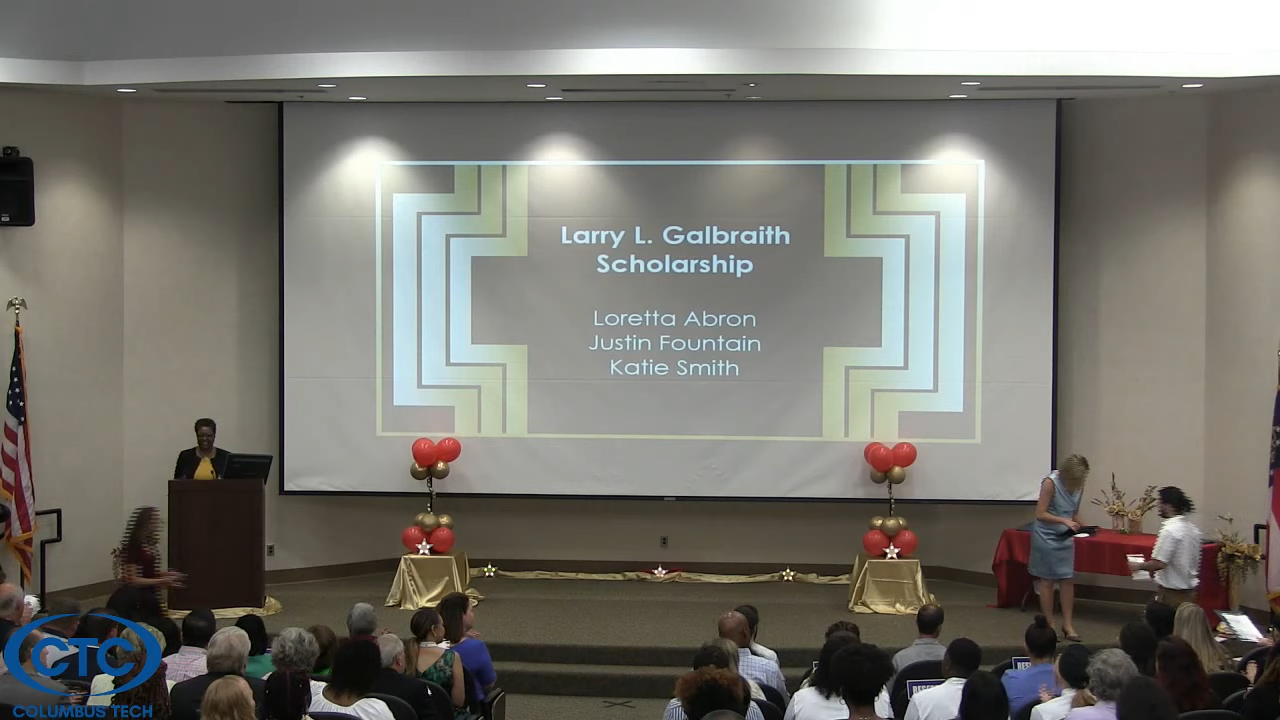 Larry L. Galbraith
Scholarship
Loretta Abron
Justin Fountain
Katie Smith
CTC
COLUMBUS TECH